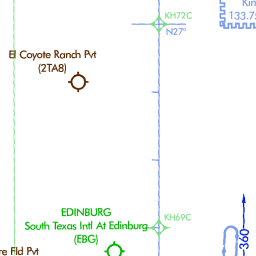 KH72C
Kin
133.7
N27°
El Coyote Ranch Pvt
(2TA8)
EDINBURG
South Texas Intl At Edinburg
(EBG)
KH69C
360
re Fld Pvt